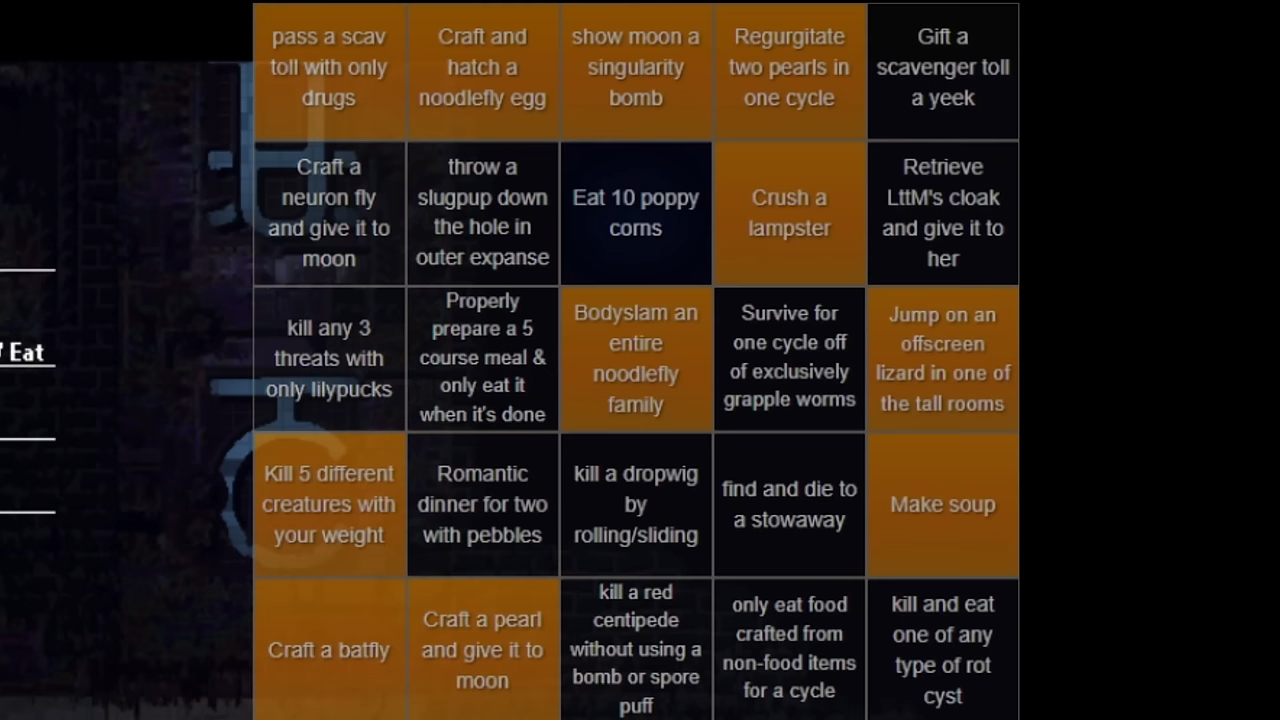 pass a scav
toll with only
drugs
Craft and
hatch a
noodlefly egg
show moon a
singularity
bomb
Regurgitate
two pearls in
one cycle
Gift a
scavenger toll
a yeek
Craft a
neuron fly
and give it to
moon
throw a
slugpup down
the hole in
outer expanse
Eat 10 poppy
corns
Crush a
lampster
Retrieve
LttM's cloak
and give it to
her
kill any 3
threats with
only lilypucks
Properly
prepare a 5
course meal &
only eat it
when it's done
Bodyslam an
entire
noodlefly
family
Survive for
one cycle off
of exclusively
grapple worms
Jump on an
offscreen
lizard in one of
the tall rooms
Eat
Kill 5 different
creatures with
your weight
Romantic
dinner for two
with pebbles
kill a dropwig
by
rolling/sliding
find and die to
a stowaway
Make soup
Craft a batfly
Craft a pearl
and give it to
moon
kill a red
centipede
without using a
bomb or spore
puff
only eat food
crafted from
non-food items
for a cycle
kill and eat
one of any
type of rot
cyst